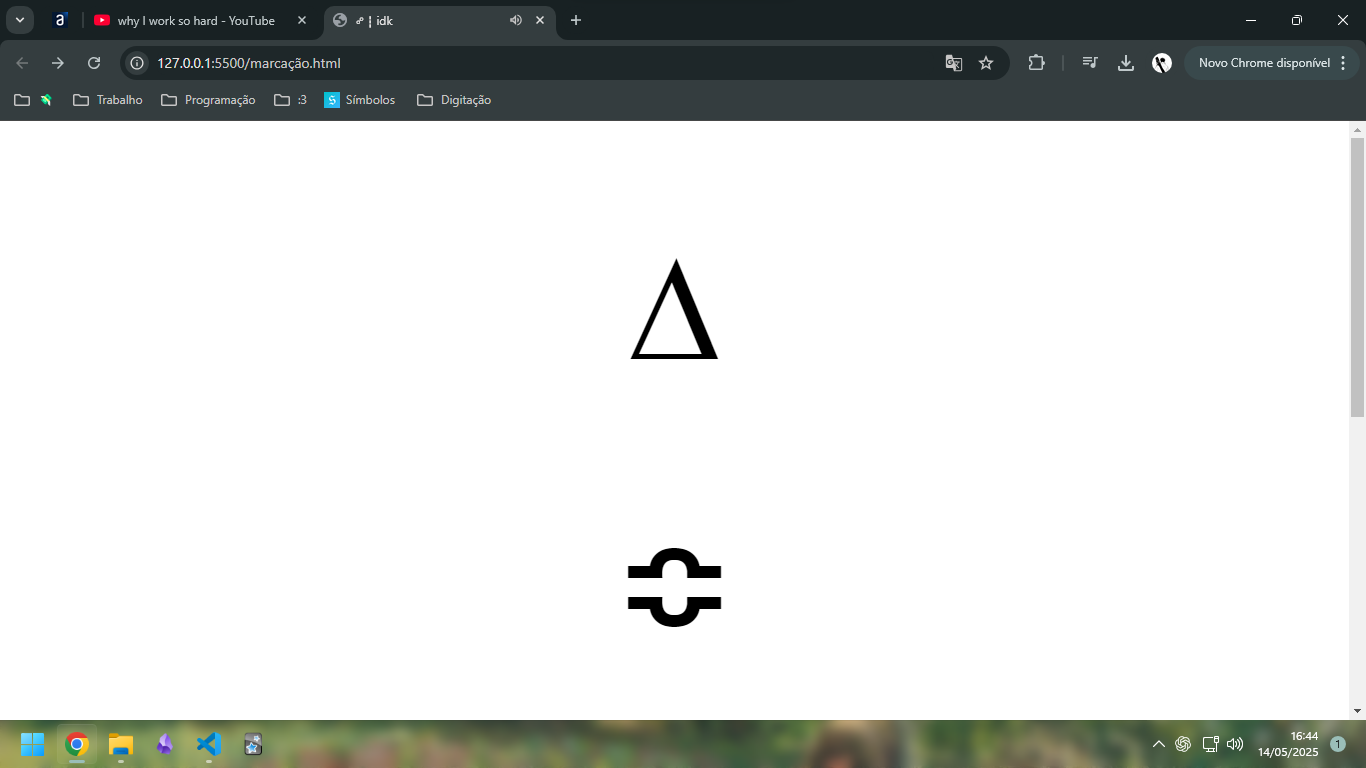 why I work so hard - YouTube
☍ ¦ idk
127.0.0.1:5500/marcação.html
Novo Chrome disponível
Trabalho
Programação
:3
Símbolos
Digitação
Δ
≎
16:44
14/05/2025
1